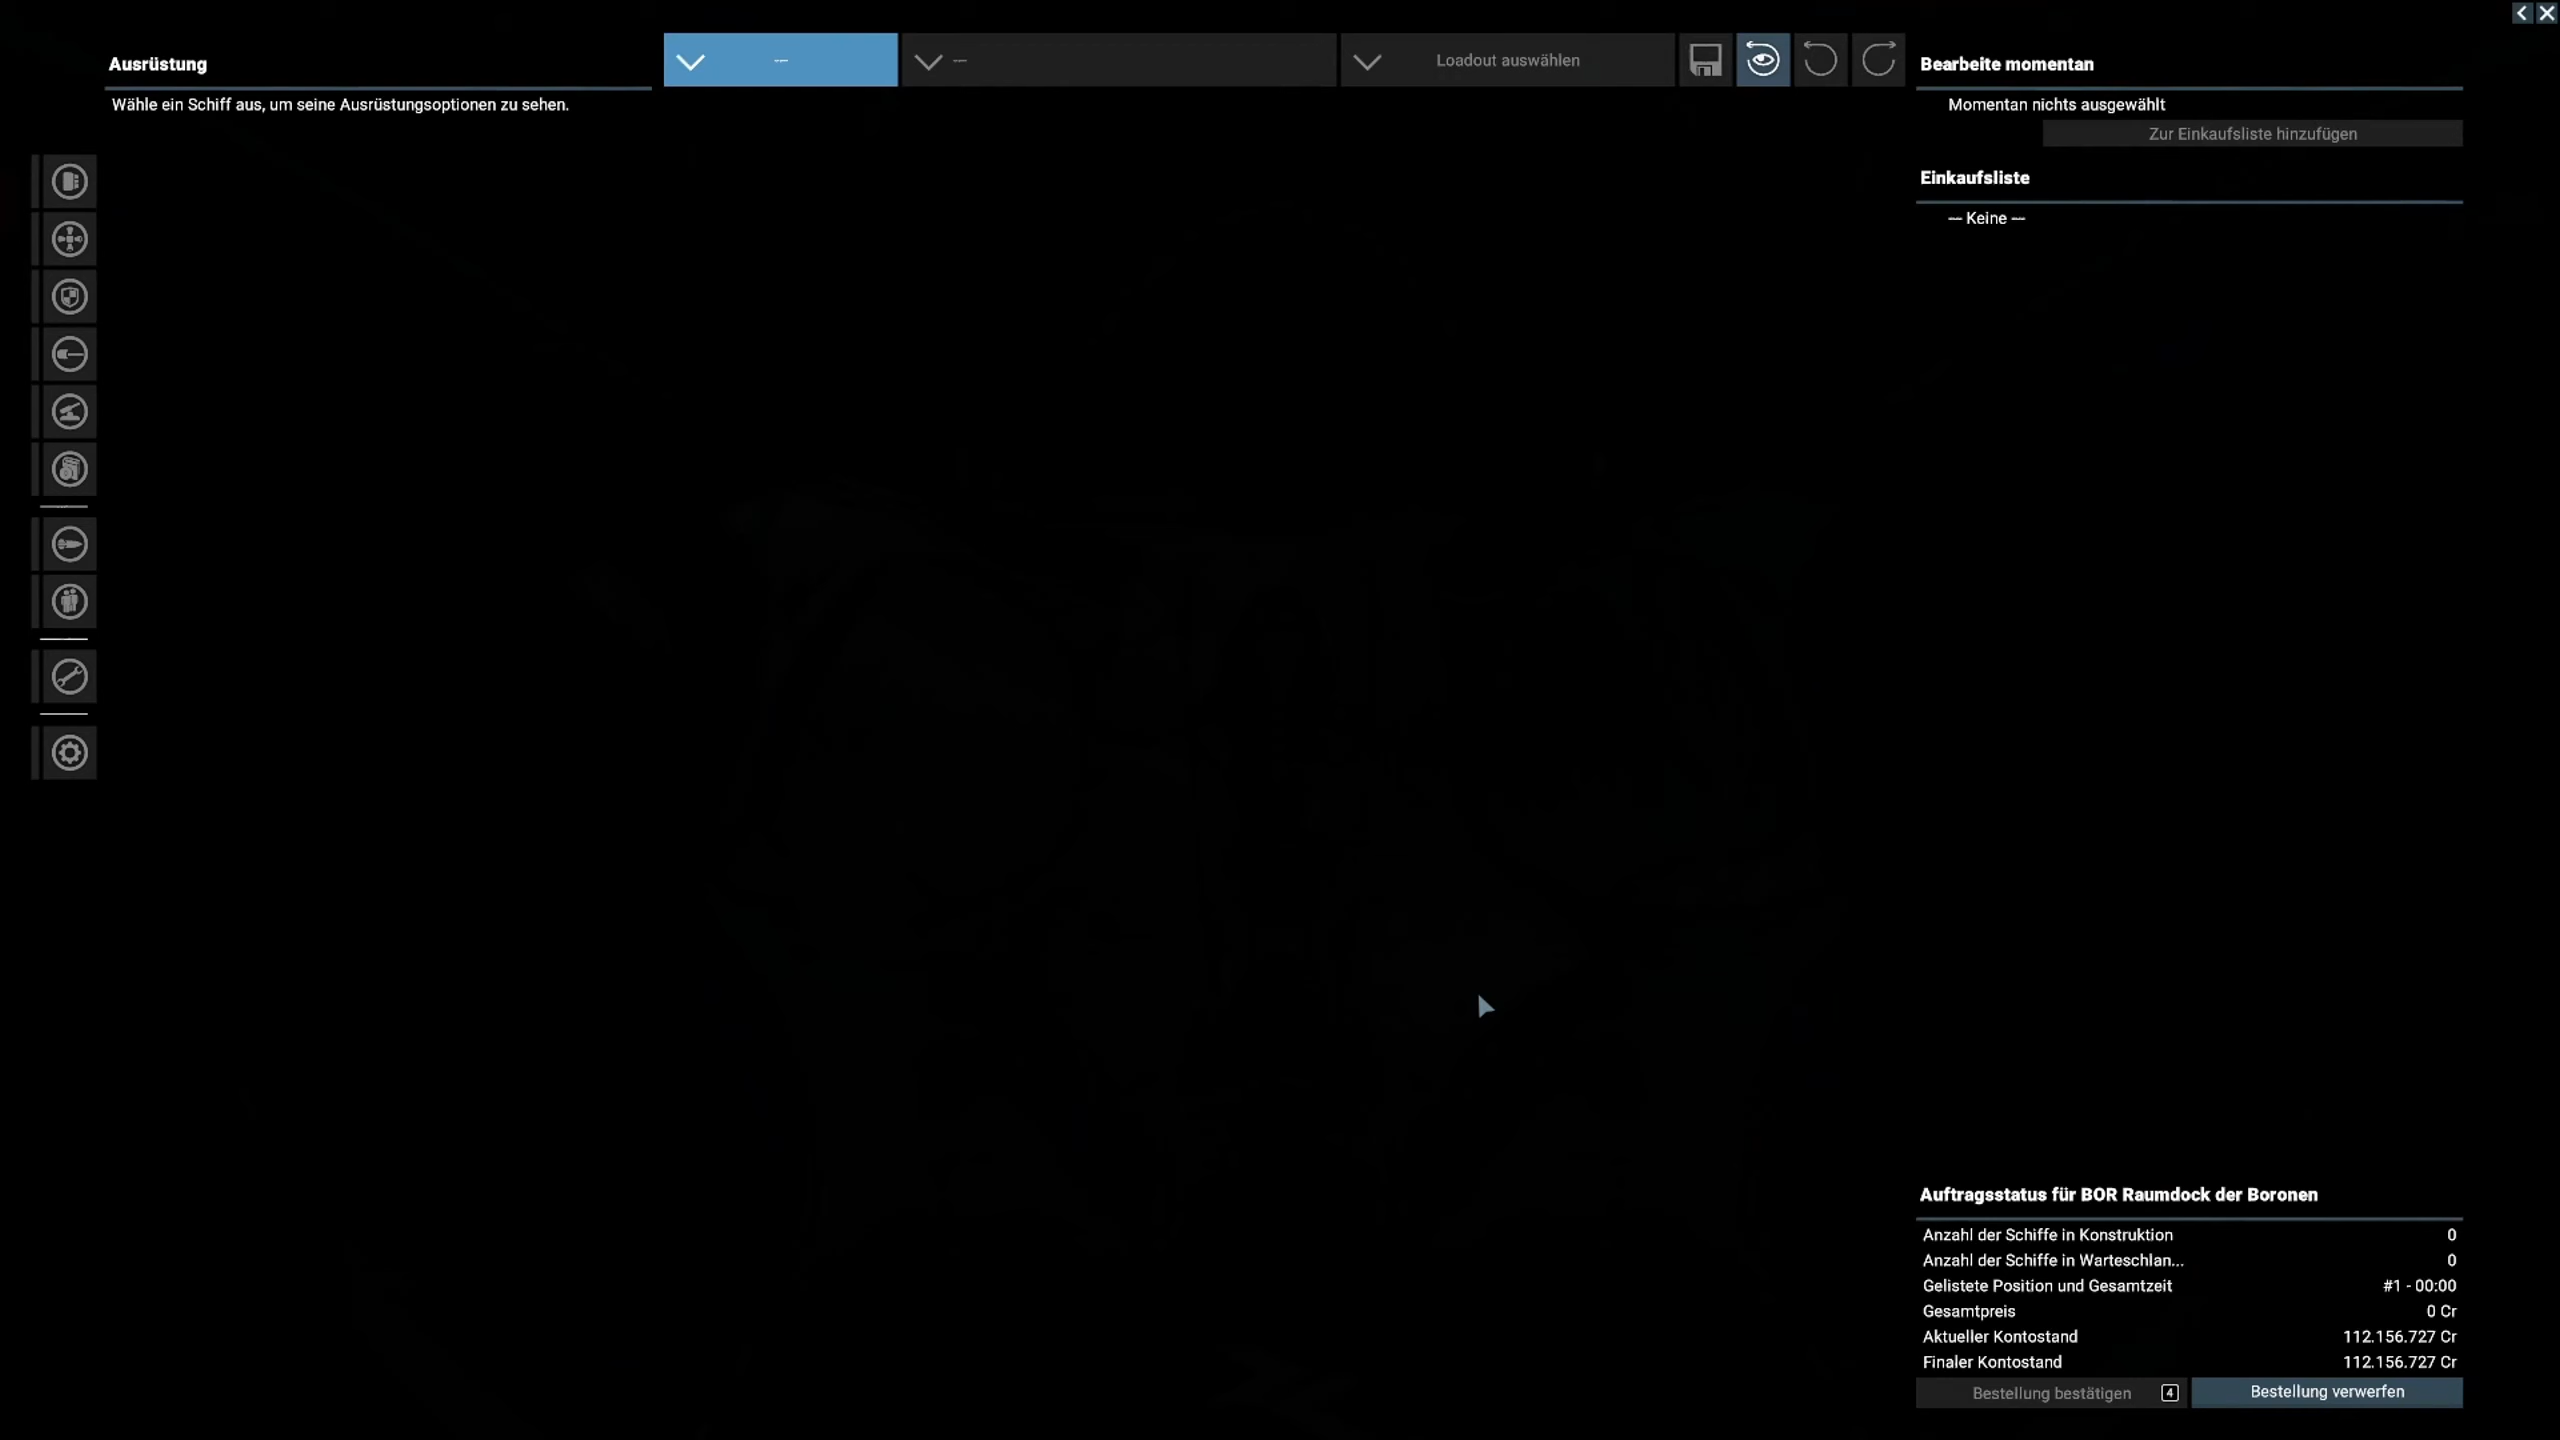 Ausrüstung
Wähle ein Schiff aus, um seine Ausrüstungsoptionen zu sehen.
--
--
Loadout auswählen
Bearbeite momentan
Momentan nichts ausgewählt
Zur Einkaufsliste hinzufügen
Einkaufsliste
-- Keine --
Auftragsstatus für BOR Raumdock der Boronen
Anzahl der Schiffe in Konstruktion 0
Anzahl der Schiffe in Warteschlan... 0
Gelistete Position und Gesamtzeit #1 - 00:00
Gesamtpreis 0 Cr
Aktueller Kontostand 112.156.727 Cr
Finaler Kontostand 112.156.727 Cr
Bestellung bestätigen 4 Bestellung verwerfen